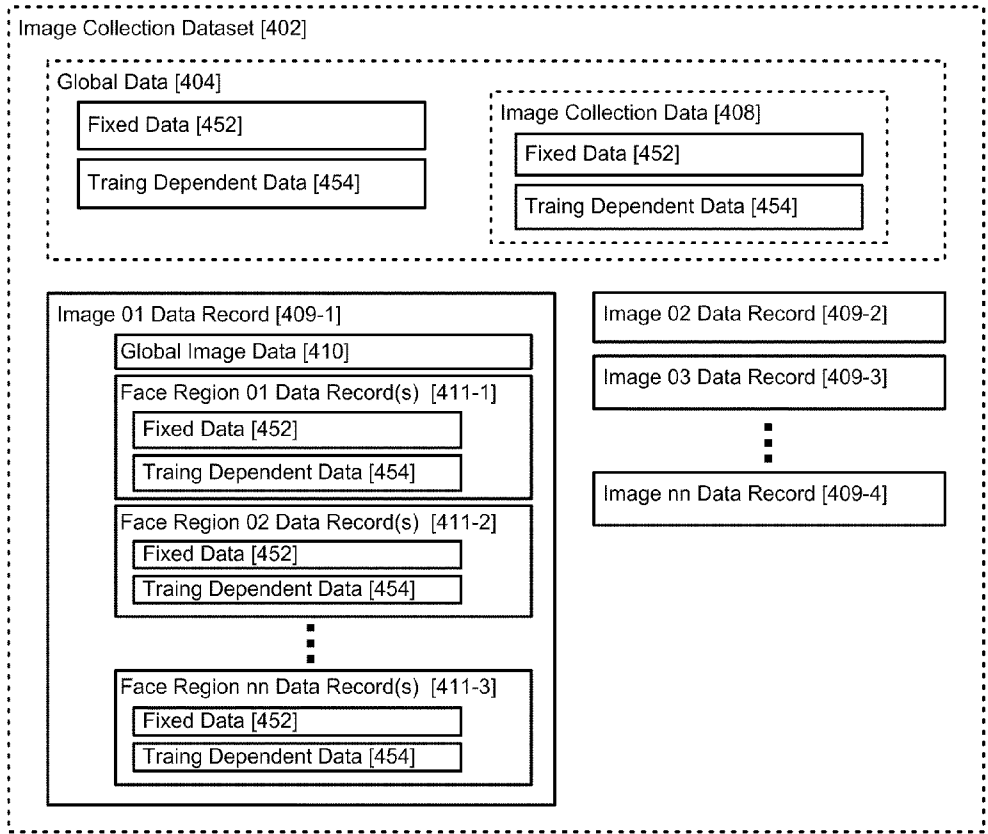 Image Collection Dataset [402]
Global Data [404]
Fixed Data [452]
Traing Dependent Data [454]
Image Collection Data [408]
Fixed Data [452]
Traing Dependent Data [454]
Image 01 Data Record [409-1]
Global Image Data [410]
Face Region 01 Data Record(s) [411-1]
Fixed Data [452]
Traing Dependent Data [454]
Face Region 02 Data Record(s) [411-2]
Fixed Data [452]
Traing Dependent Data [454]
Face Region nn Data Record(s) [411-3]
Fixed Data [452]
Traing Dependent Data [454]
Image 02 Data Record [409-2]
Image 03 Data Record [409-3]
Image nn Data Record [409-4]